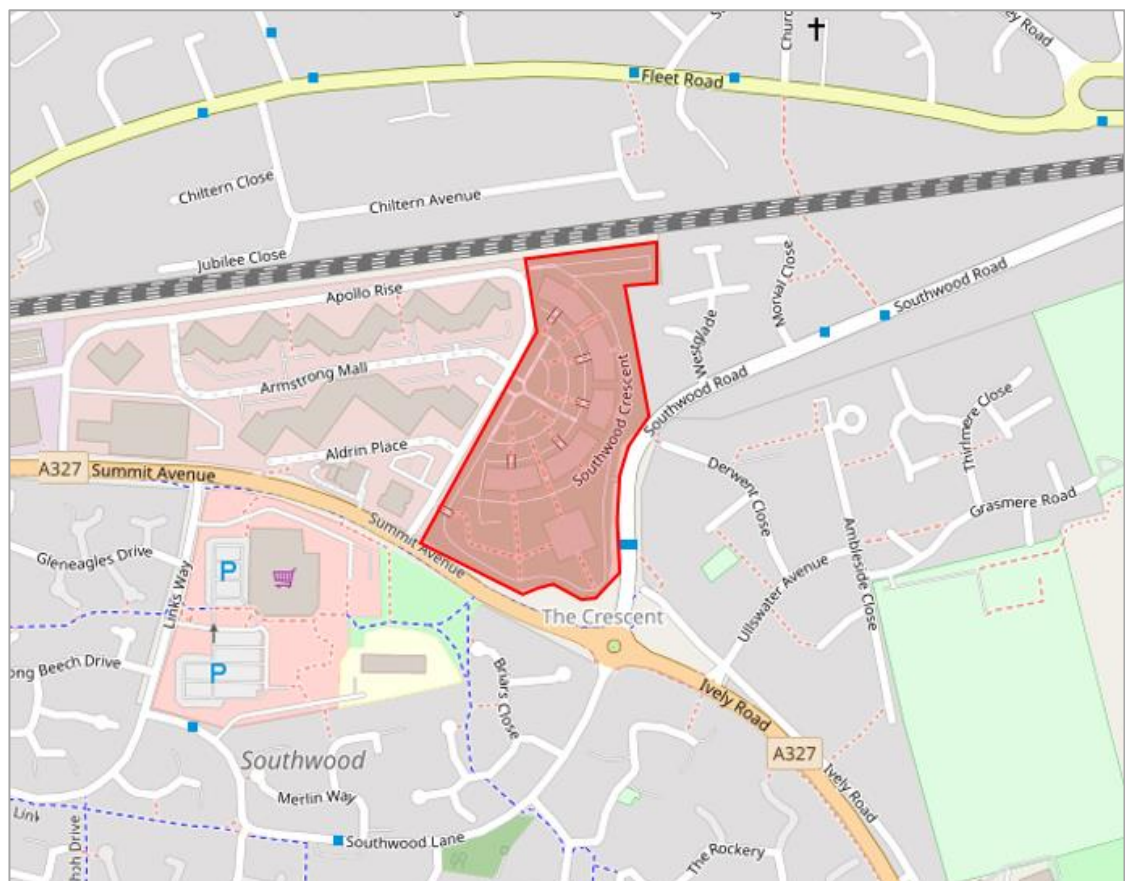 Fleet Road
Chiltern Close
Chiltern Avenue
Jubilee Close
Apollo Rise
Morval Close
Southwood Road
Westglade
Armstrong Mall
Southwood Crescent
Southwood Road
Aldrin Place
Thirlmere Close
A327
Summit Avenue
Derwent Close
Grasmere Road
Summit Avenue
Ambleside Close
Gleneagles Drive
Links Way
P
Ullswater Avenue
The Crescent
ong Beech Drive
P
Briars Close
Ively Road
A327
Southwood
Ively Road
Merlin Way
Southwood Lane
The Rockery